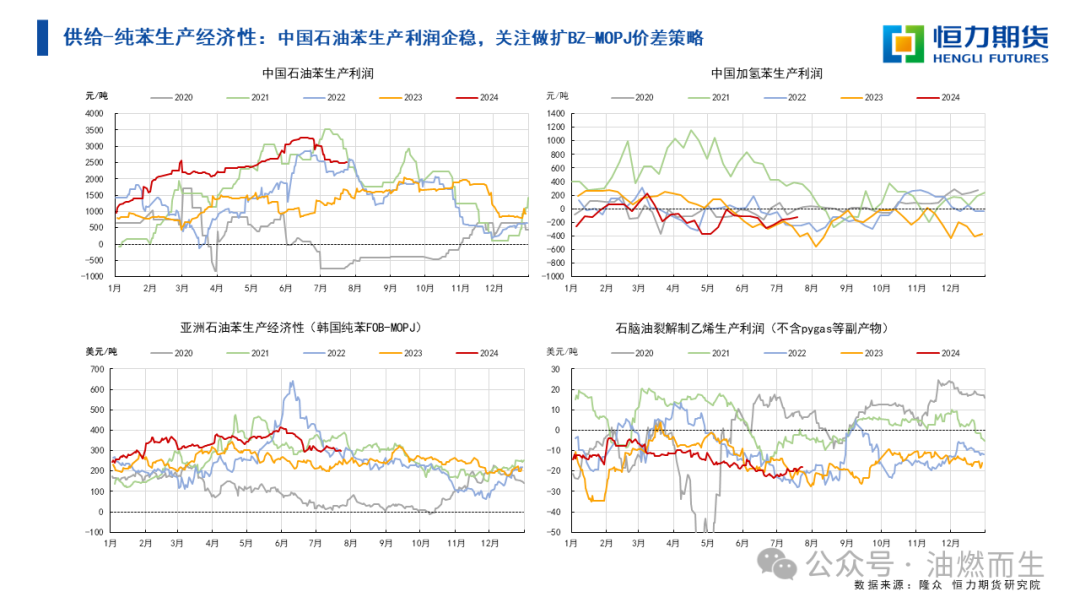 供给-纯苯生产经济性：中国石油苯生产利润企稳，关注做扩BZ-MOPJ价差策略
恒力期货
HENGLI FUTURES
中国石油苯生产利润
元/吨
2020 2021 2022 2023 2024
4000
3500
3000
2500
2000
1500
1000
500
0
-500
-1000
1月 2月 3月 4月 5月 6月 7月 8月 9月 10月 11月 12月
中国加氢苯生产利润
元/吨
2020 2021 2022 2023 2024
1400
1200
1000
800
600
400
200
0
-200
-400
-600
-800
-1000
1月 2月 3月 4月 5月 6月 7月 8月 9月 10月 11月 12月
亚洲石油苯生产经济性（韩国纯苯FOB-MOPJ）
美元/吨
2020 2021 2022 2023 2024
700
600
500
400
300
200
100
0
-100
1月 2月 3月 4月 5月 6月 7月 8月 9月 10月 11月 12月
石脑油裂解制乙烯生产利润（不含pygas等副产物）
美元/吨
2020 2021 2022 2023 2024
30
20
10
0
-10
-20
-30
-40
-50
1月 2月 3月 4月 5月 6月 7月 8月 9月 10月 11月 12月
公众号·油燃而生
数据来源：隆众 恒力期货研究院